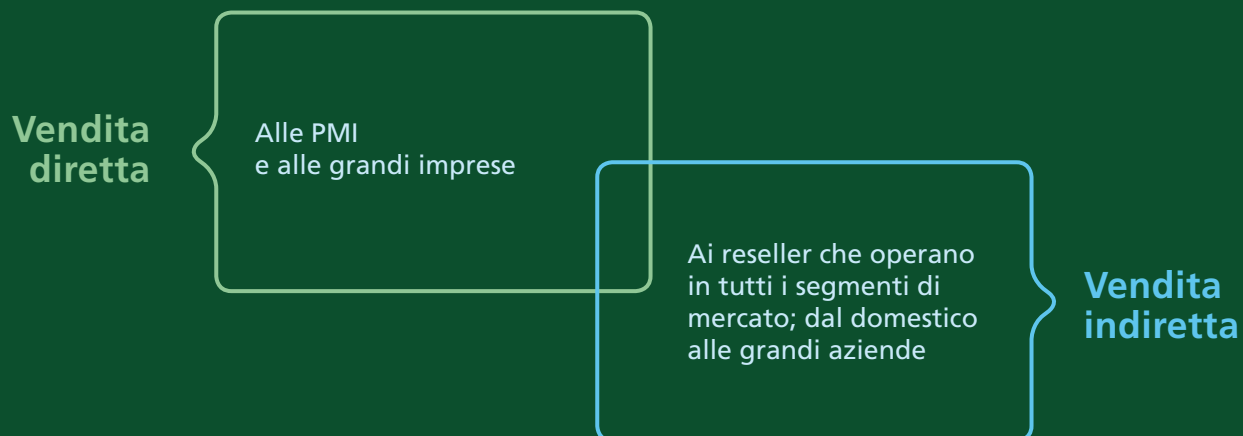 Vendita
diretta
Alle PMI
e alle grandi imprese
Ai reseller che operano
in tutti i segmenti di
mercato; dal domestico
alle grandi aziende
Vendita
indiretta